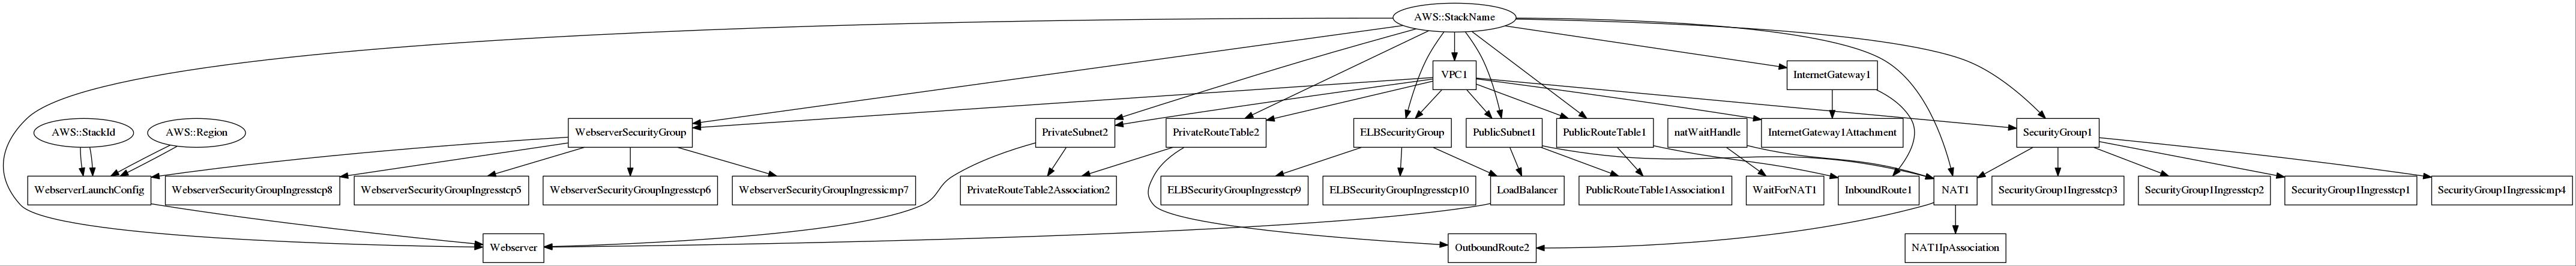 AWS::StackName
VPC1
InternetGateway1
AWS::StackId
AWS::Region
WebserverSecurityGroup
PrivateSubnet2
PrivateRouteTable2
ELBSecurityGroup
PublicSubnet1
PublicRouteTable1
natWaitHandle
InternetGateway1Attachment
SecurityGroup1
WebserverLaunchConfig
WebserverSecurityGroupIngresstcp8
WebserverSecurityGroupIngresstcp5
WebserverSecurityGroupIngresstcp6
WebserverSecurityGroupIngressicmp7
PrivateRouteTable2Association2
ELBSecurityGroupIngresstcp9
ELBSecurityGroupIngresstcp10
LoadBalancer
PublicRouteTable1Association1
WaitForNAT1
InboundRoute1
NAT1
SecurityGroup1Ingresstcp3
SecurityGroup1Ingresstcp2
SecurityGroup1Ingresstcp1
SecurityGroup1Ingressicmp4
Webserver
OutboundRoute2
NAT1IpAssociation